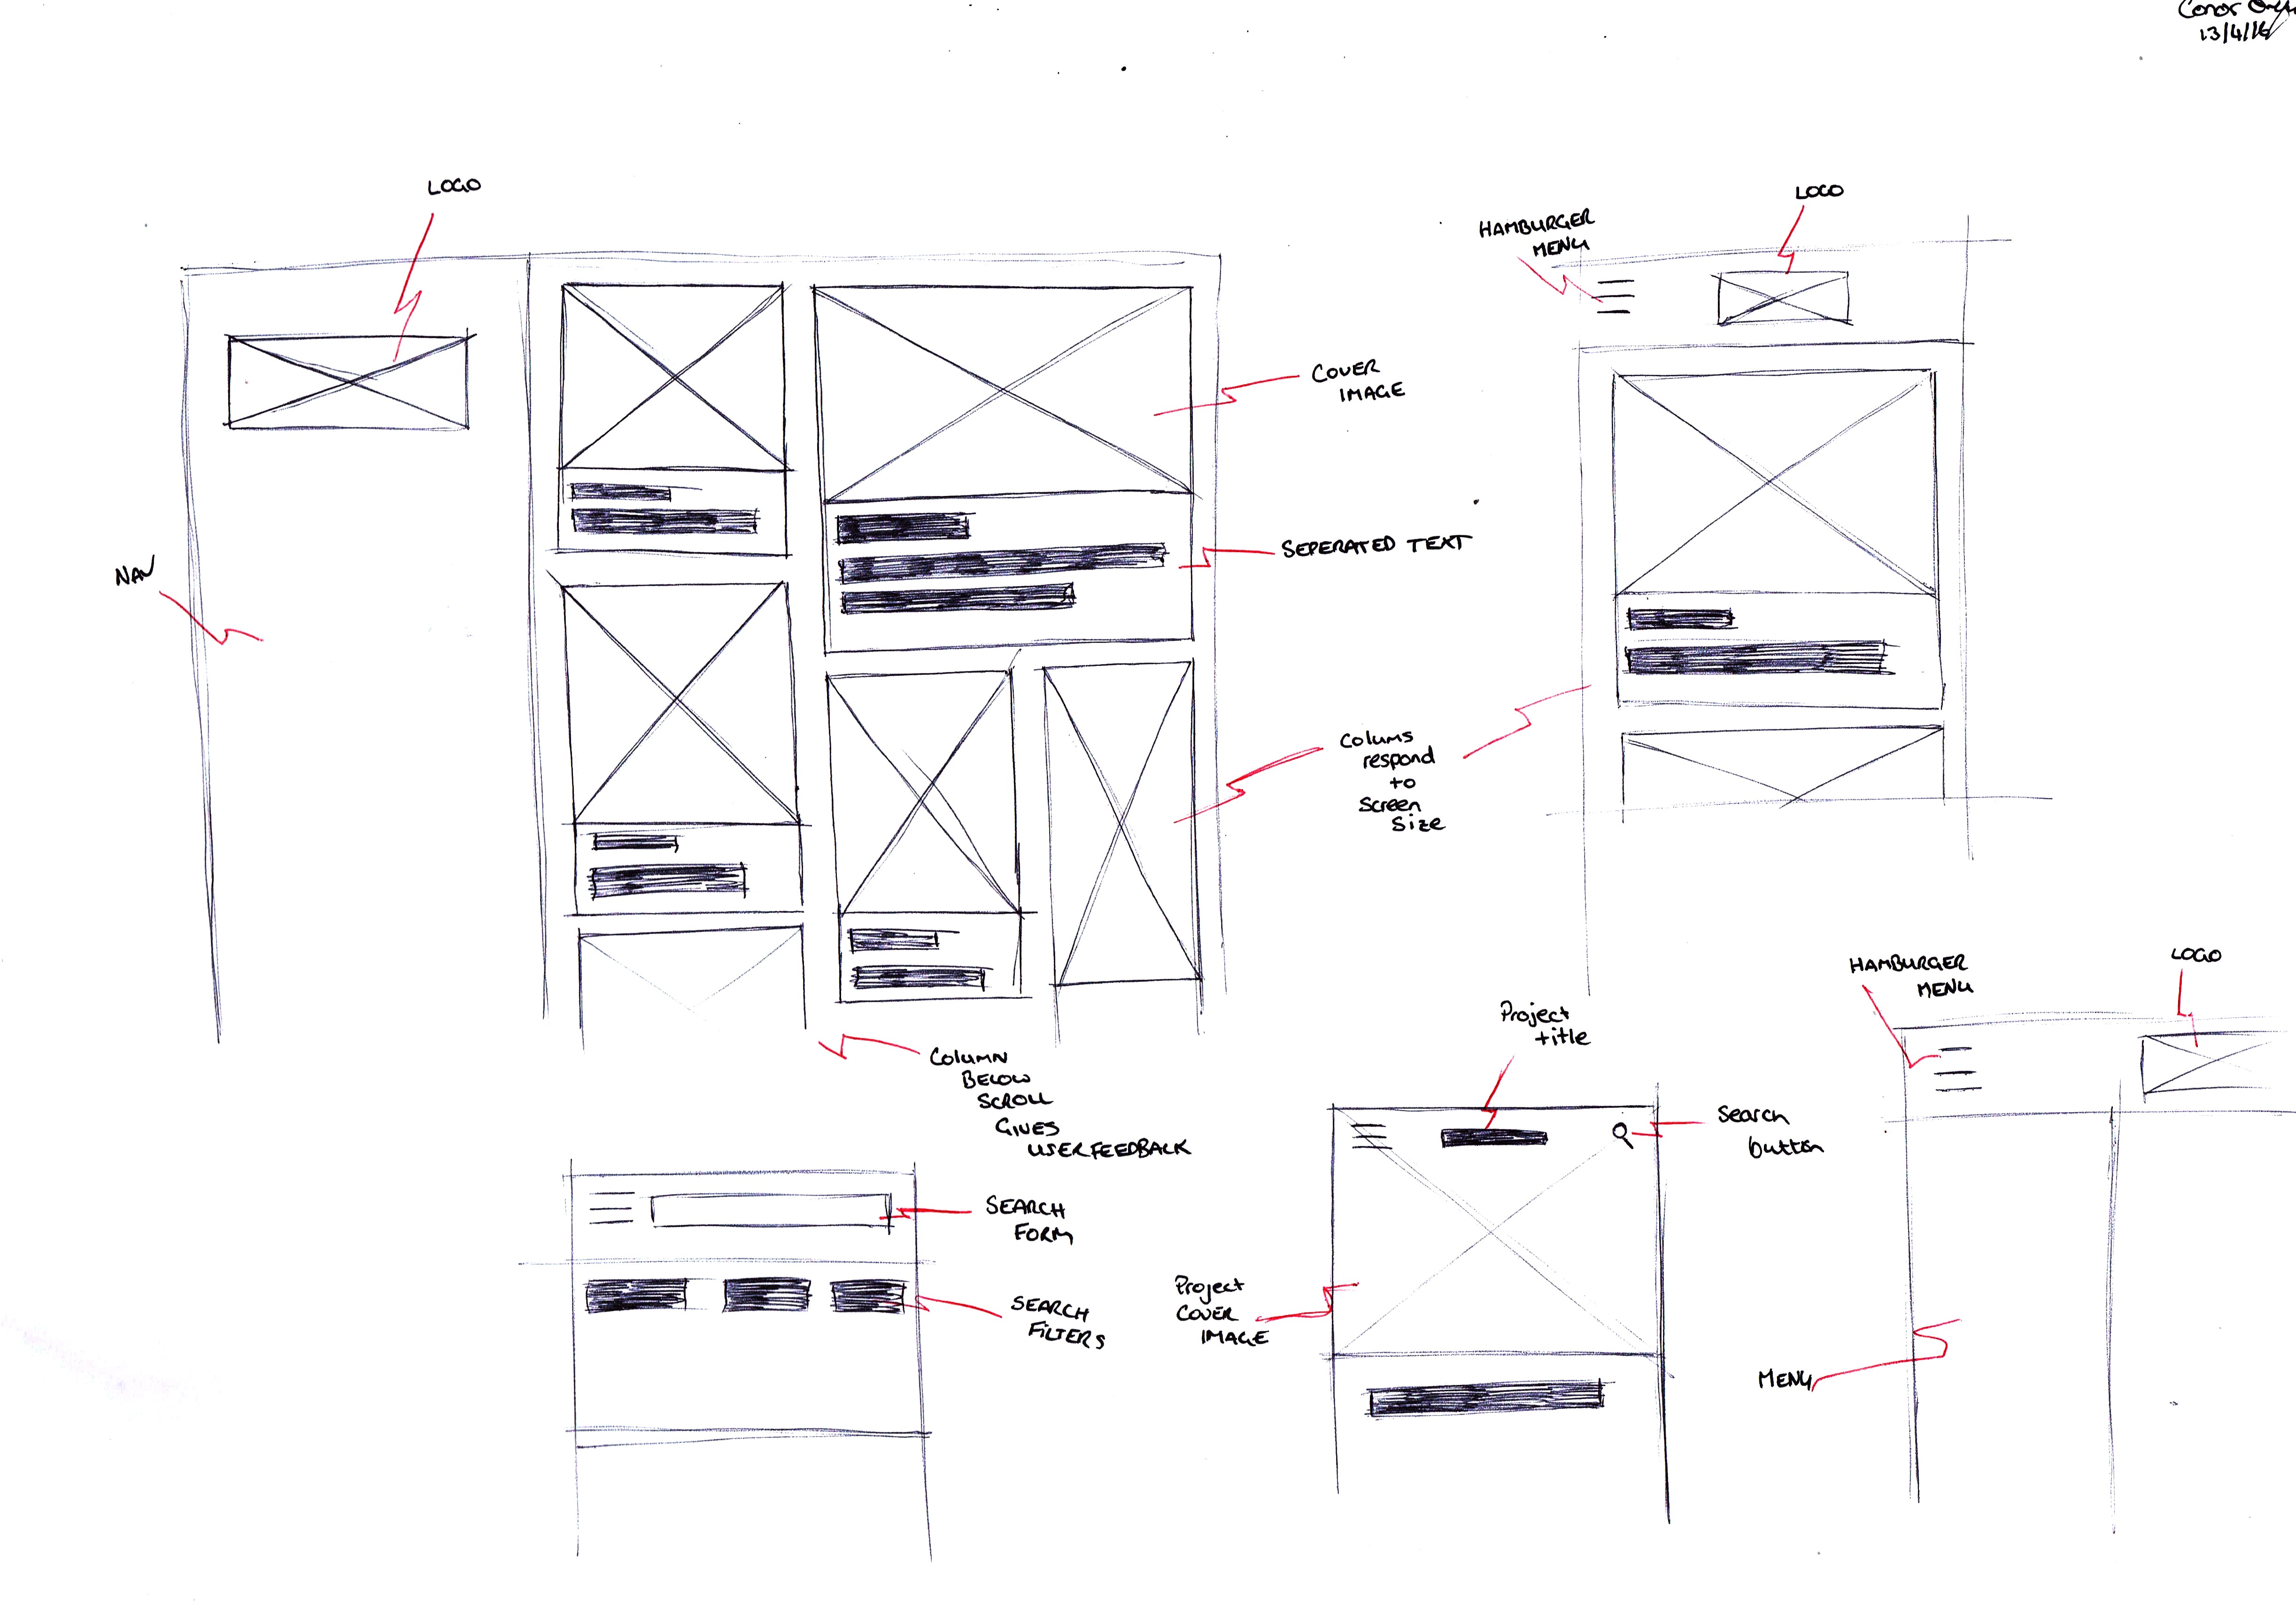 Conor
13/4/16
LOGO
LOGO
HAMBURGER
MENU
COVER
IMAGE
SEPERATED TEXT
NAV
Colums
respond
to
screen
size
COLUMN
BELOW
SCROLL
GIVES
USER FEEDBACK
HAMBURGER
MENU
LOGO
Project
title
Search
button
SEARCH
FORM
SEARCH
FILTERS
Project
COVER
IMAGE
MENU